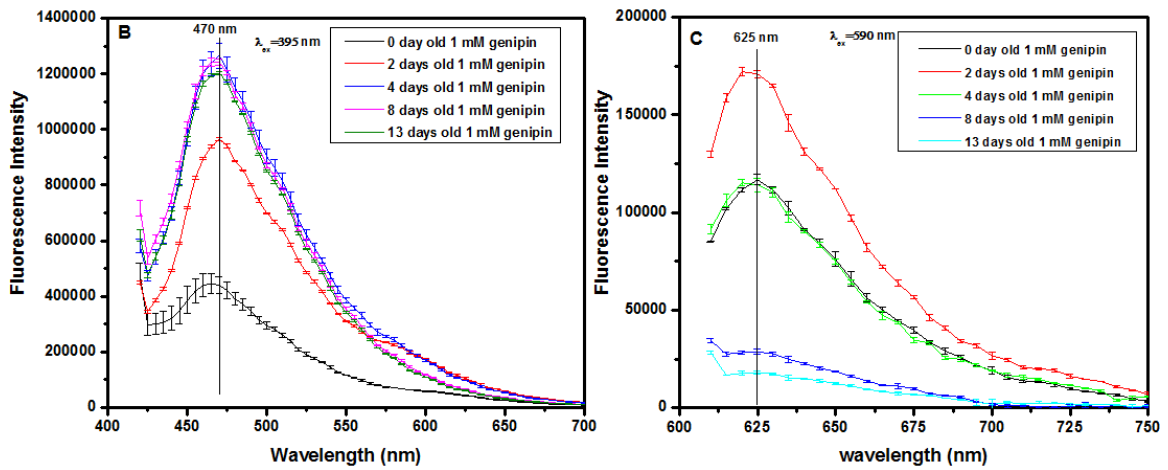 B
470 nm
λex=395 nm
0 day old 1 mM genipin
2 days old 1 mM genipin
4 days old 1 mM genipin
8 days old 1 mM genipin
13 days old 1 mM genipin
1400000
1200000
1000000
800000
600000
400000
200000
0
Fluorescence Intensity
400 450 500 550 600 650 700
Wavelength (nm)
C
625 nm
λex=590 nm
0 day old 1 mM genipin
2 days old 1 mM genipin
4 days old 1 mM genipin
8 days old 1 mM genipin
13 days old 1 mM genipin
200000
150000
100000
50000
0
Fluorescence Intensity
600 625 650 675 700 725 750
wavelength (nm)